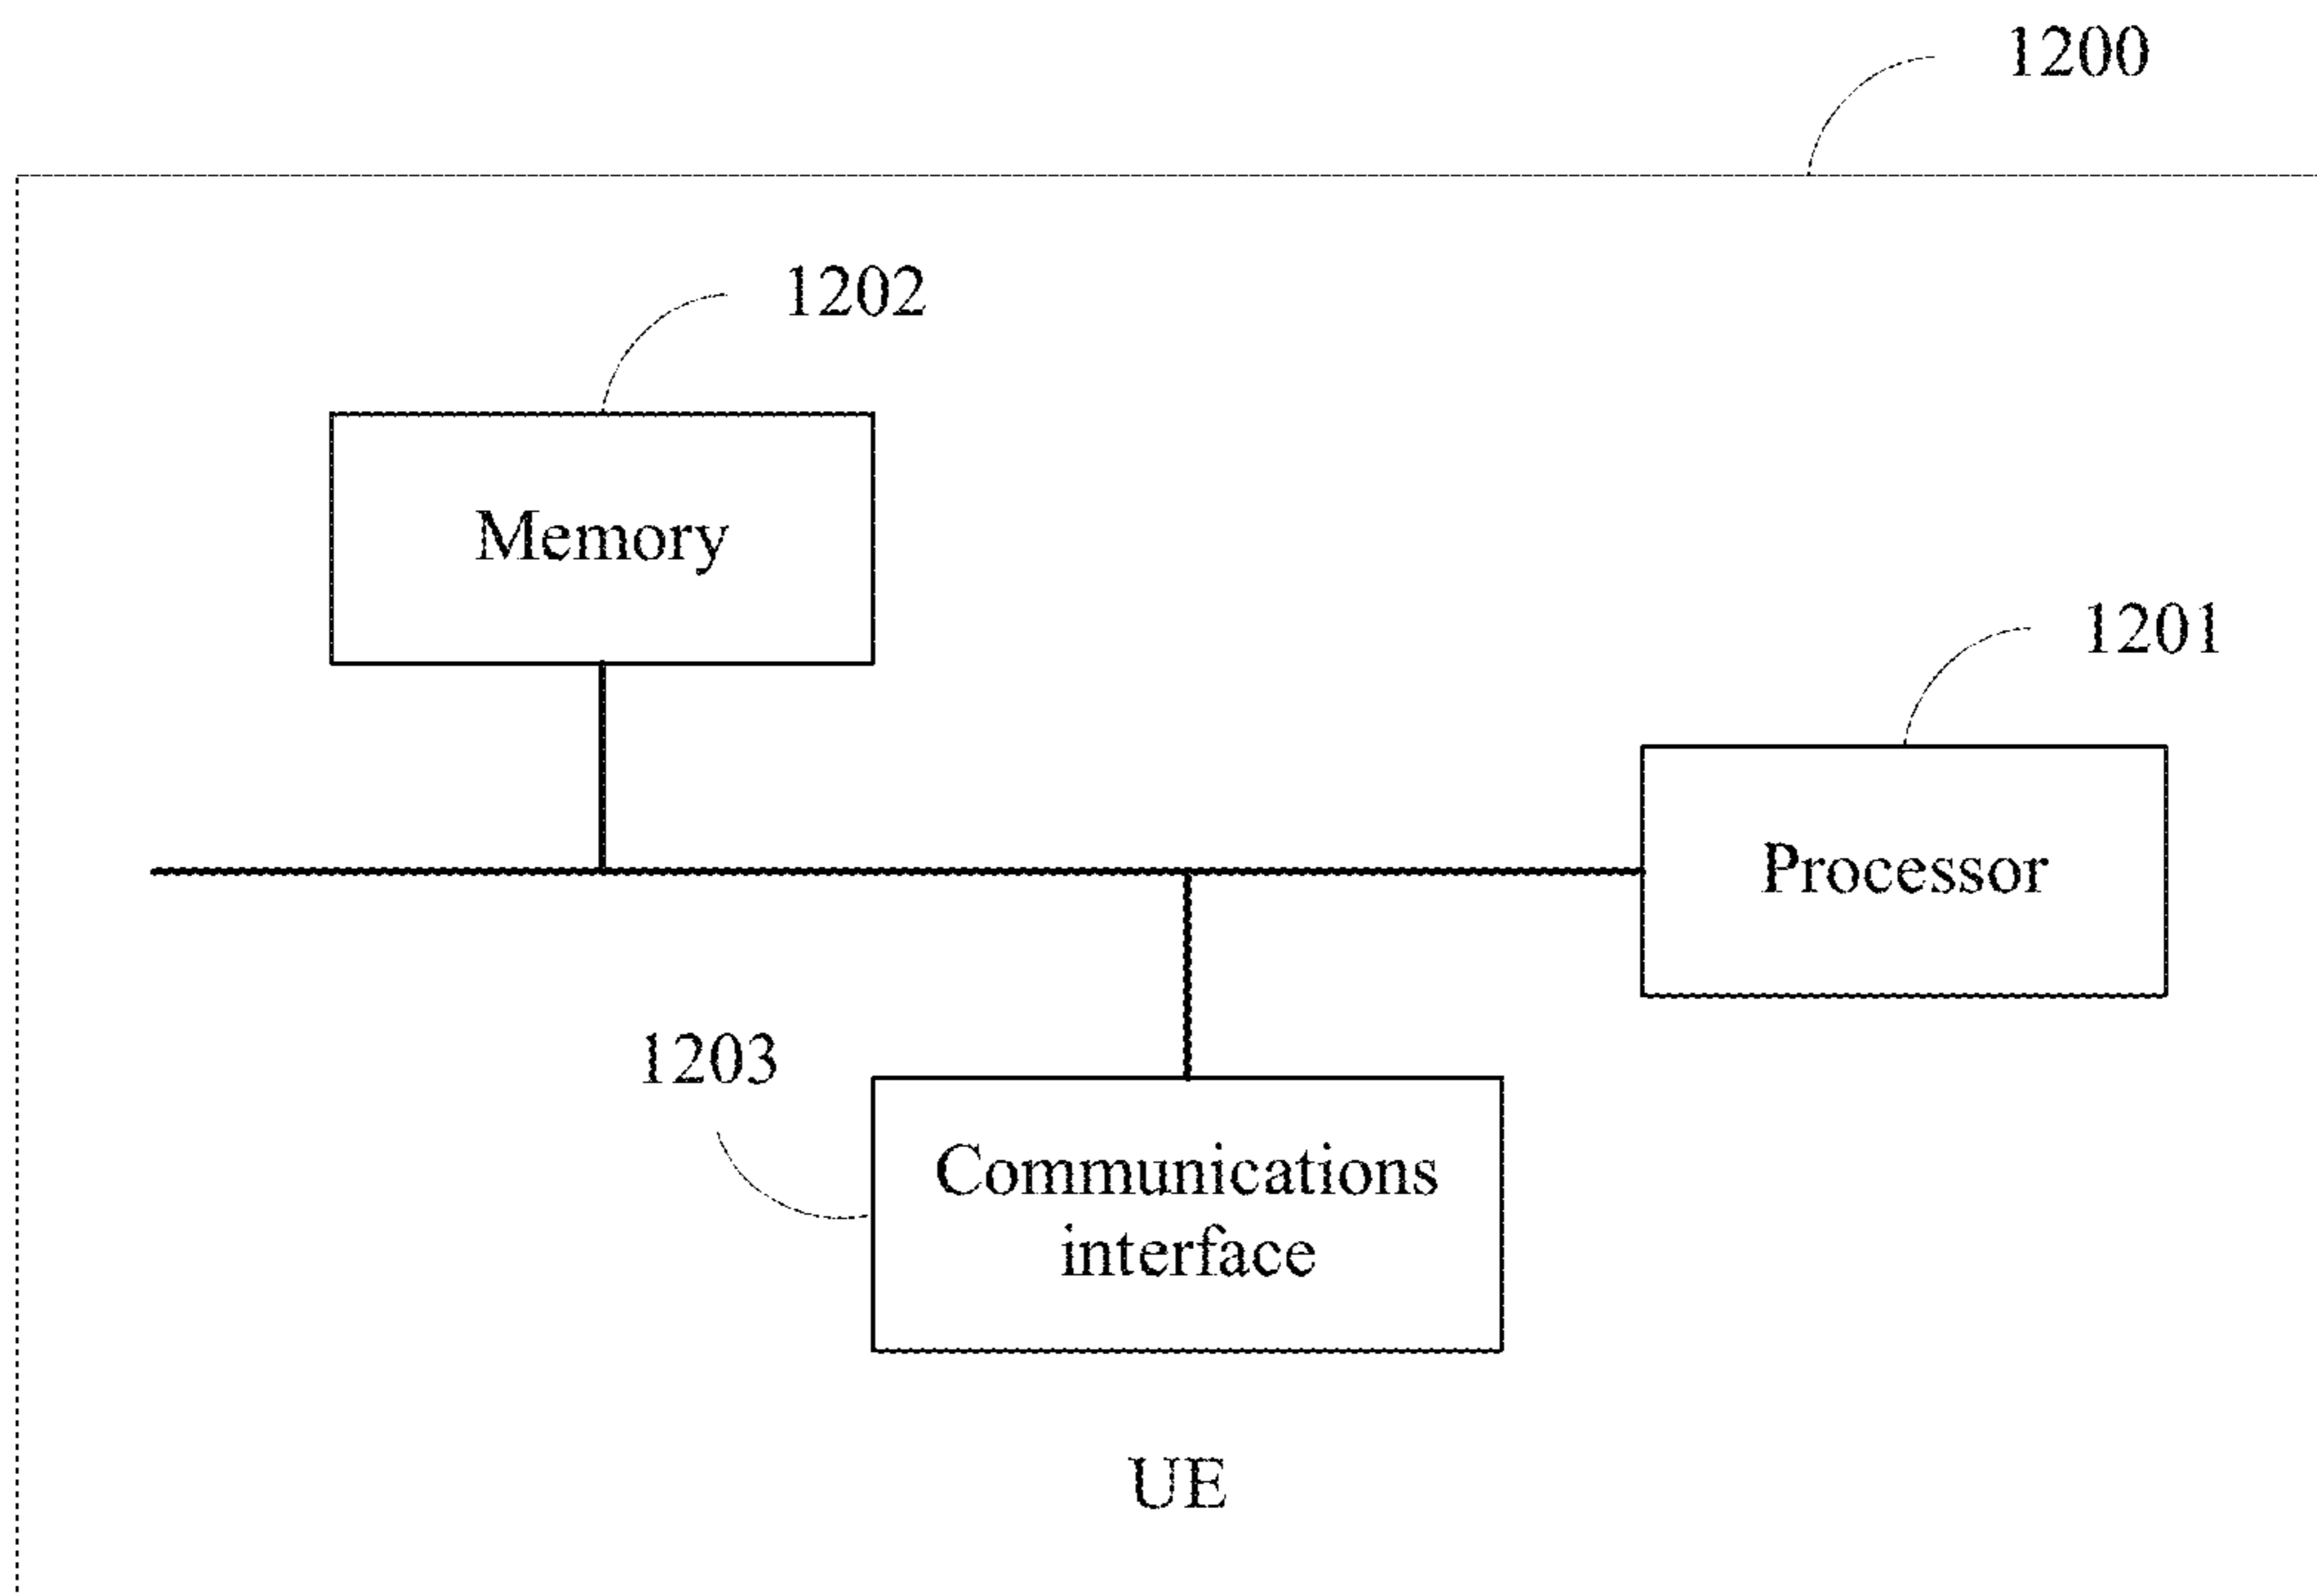 1200
1202
Memory
1201
Processor
1203
Communications
interface
UE